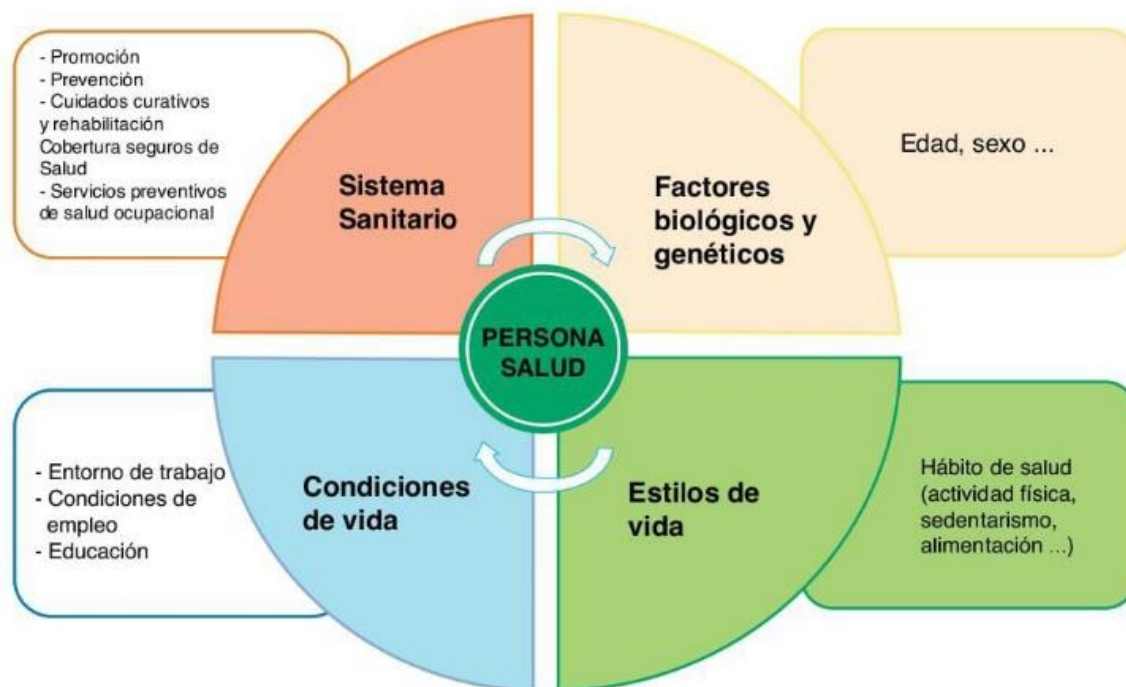 - Promoción
- Prevención
- Cuidados curativos
y rehabilitación
Cobertura seguros de
Salud
- Servicios preventivos
de salud ocupacional
Sistema
Sanitario
Factores
biológicos y
genéticos
Edad, sexo ...
PERSONA
SALUD
- Entorno de trabajo
- Condiciones de
empleo
- Educación
Condiciones
de vida
Estilos de
vida
Hábito de salud
(actividad física,
sedentarismo,
alimentación ...)